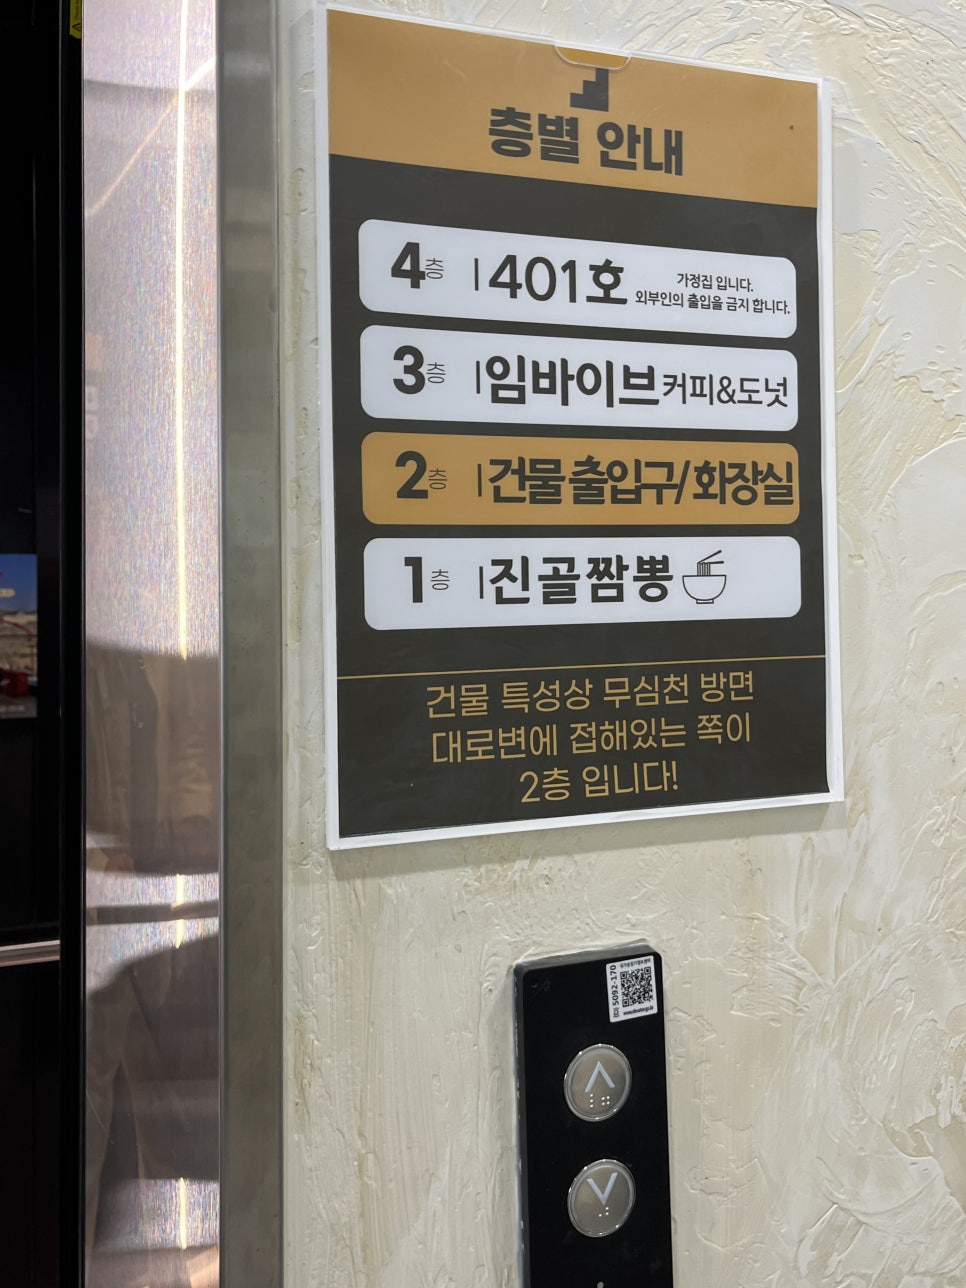 층별 안내
4층 | 401호 가정집 입니다.
외부인의 출입을 금지 합니다.
3층 | 임바이브 커피&도넛
2층 | 건물 출입구/화장실
1층 | 진골짬뽕
건물 특성상 무심천 방면
대로변에 접해있는 쪽이
2층 입니다!
5092-170